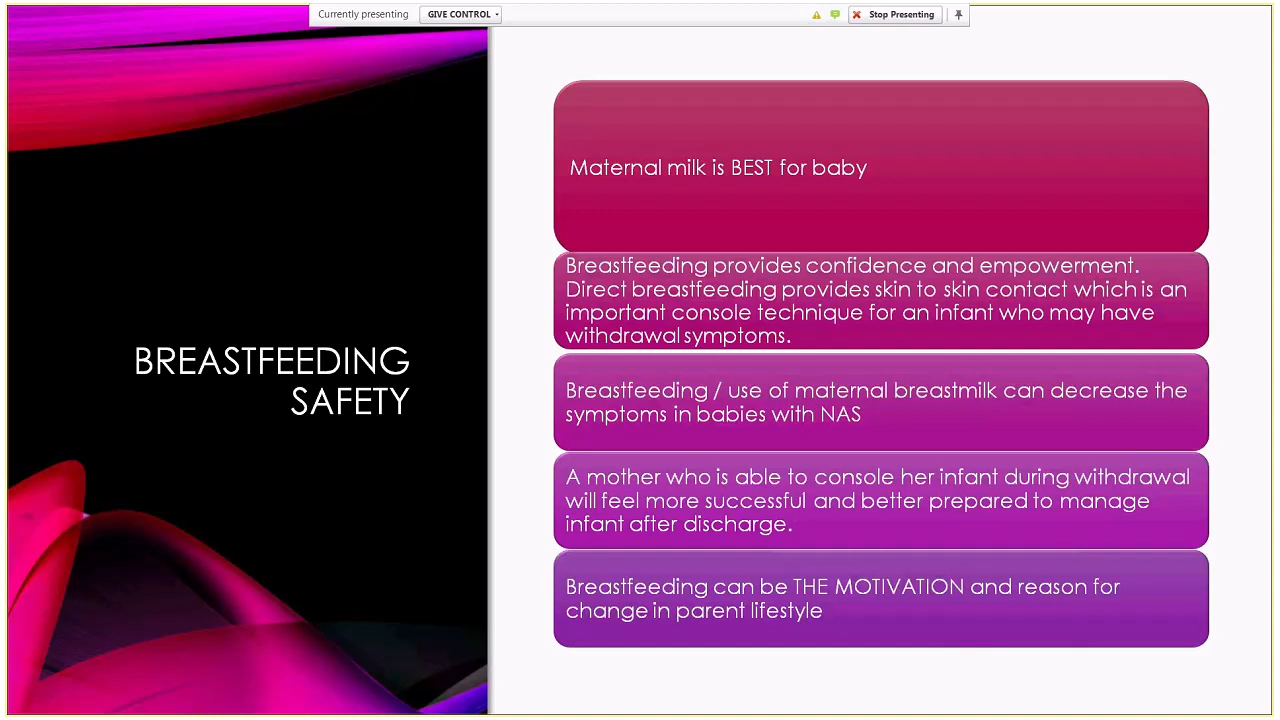 Currently presenting GIVE CONTROL Stop Presenting
BREASTFEEDING
SAFETY
Maternal milk is BEST for baby
Breastfeeding provides confidence and empowerment.
Direct breastfeeding provides skin to skin contact which is an
important console technique for an infant who may have
withdrawal symptoms.
Breastfeeding / use of maternal breastmilk can decrease the
symptoms in babies with NAS
A mother who is able to console her infant during withdrawal
will feel more successful and better prepared to manage
infant after discharge.
Breastfeeding can be THE MOTIVATION and reason for
change in parent lifestyle